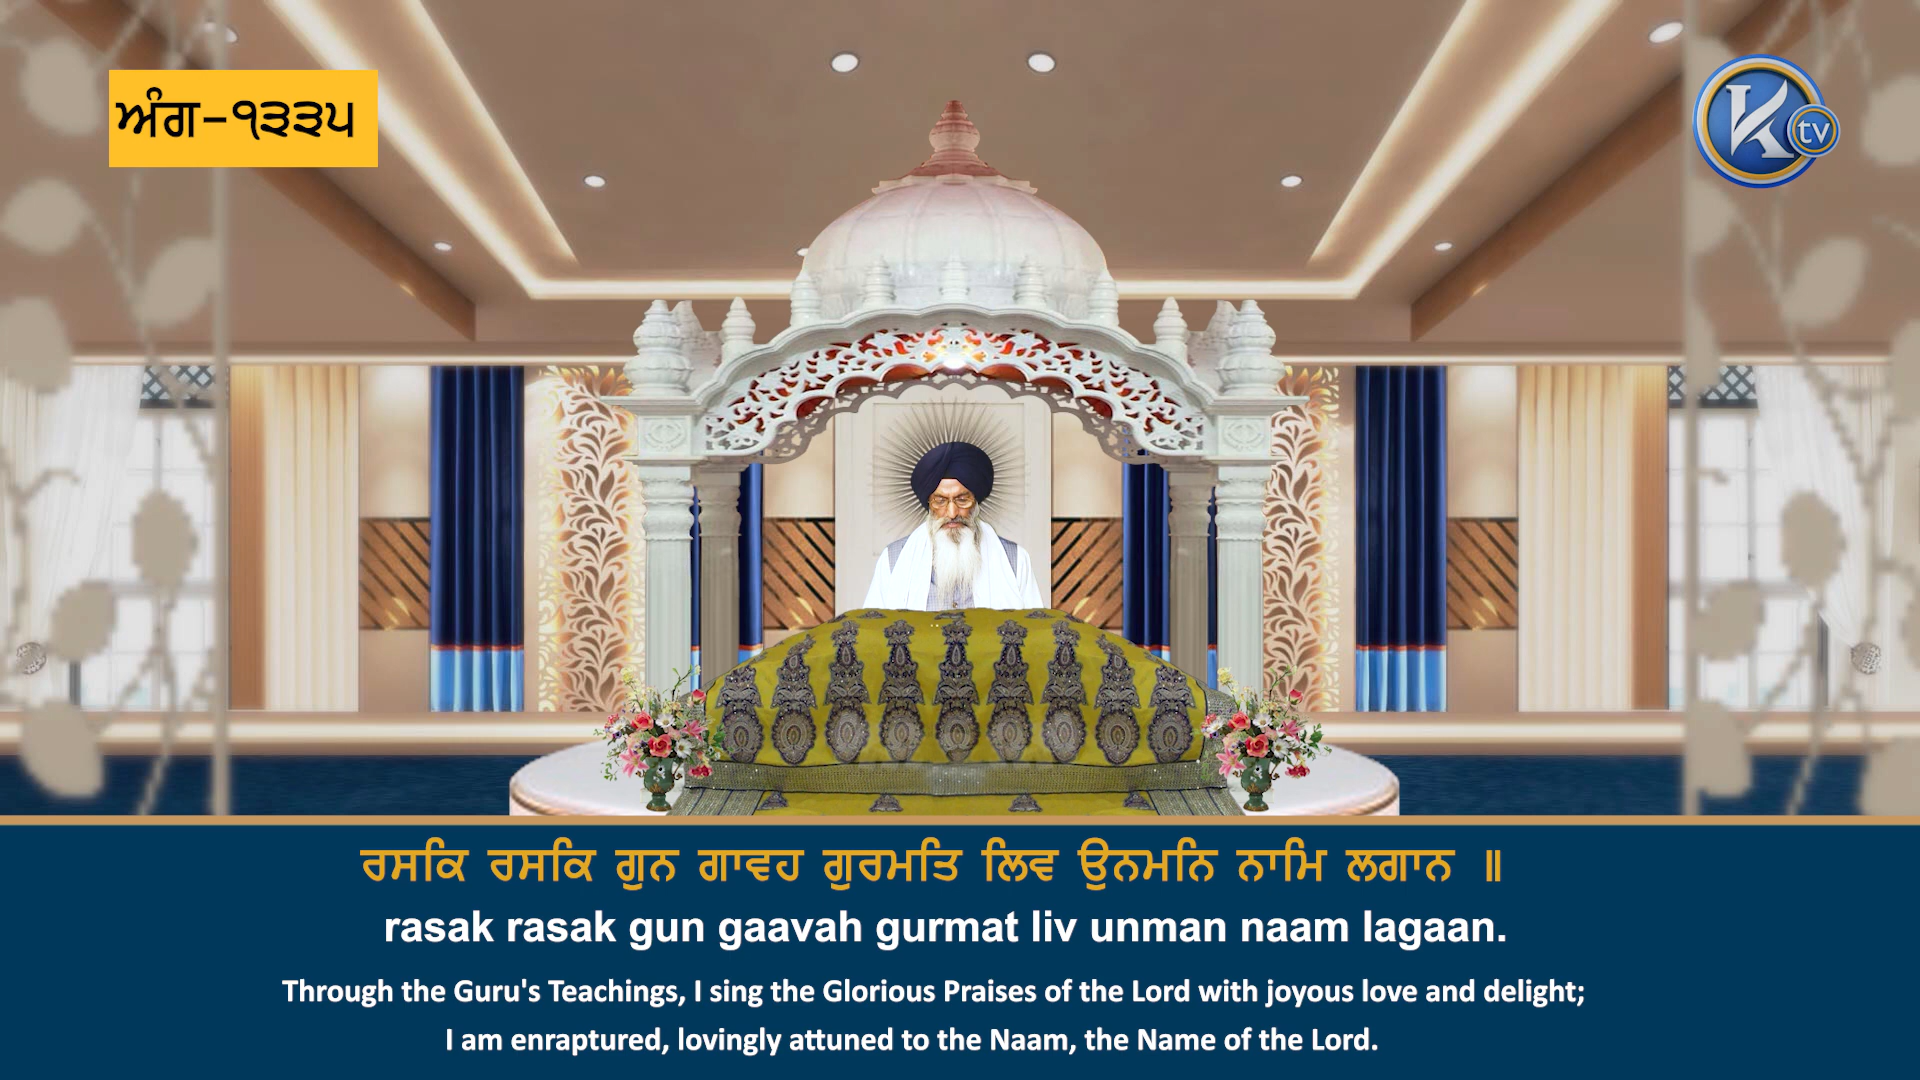 ਅੰਗ-੧੩੩੫
K tv
ਰਸਕਿ ਰਸਕਿ ਗੁਨ ਗਾਵਹ ਗੁਰਮਤਿ ਲਿਵ ਉਨਮਨਿ ਨਾਮਿ ਲਗਾਨ ॥
rasak rasak gun gaavah gurmat liv unman naam lagaan.
Through the Guru's Teachings, I sing the Glorious Praises of the Lord with joyous love and delight;
I am enraptured, lovingly attuned to the Naam, the Name of the Lord.